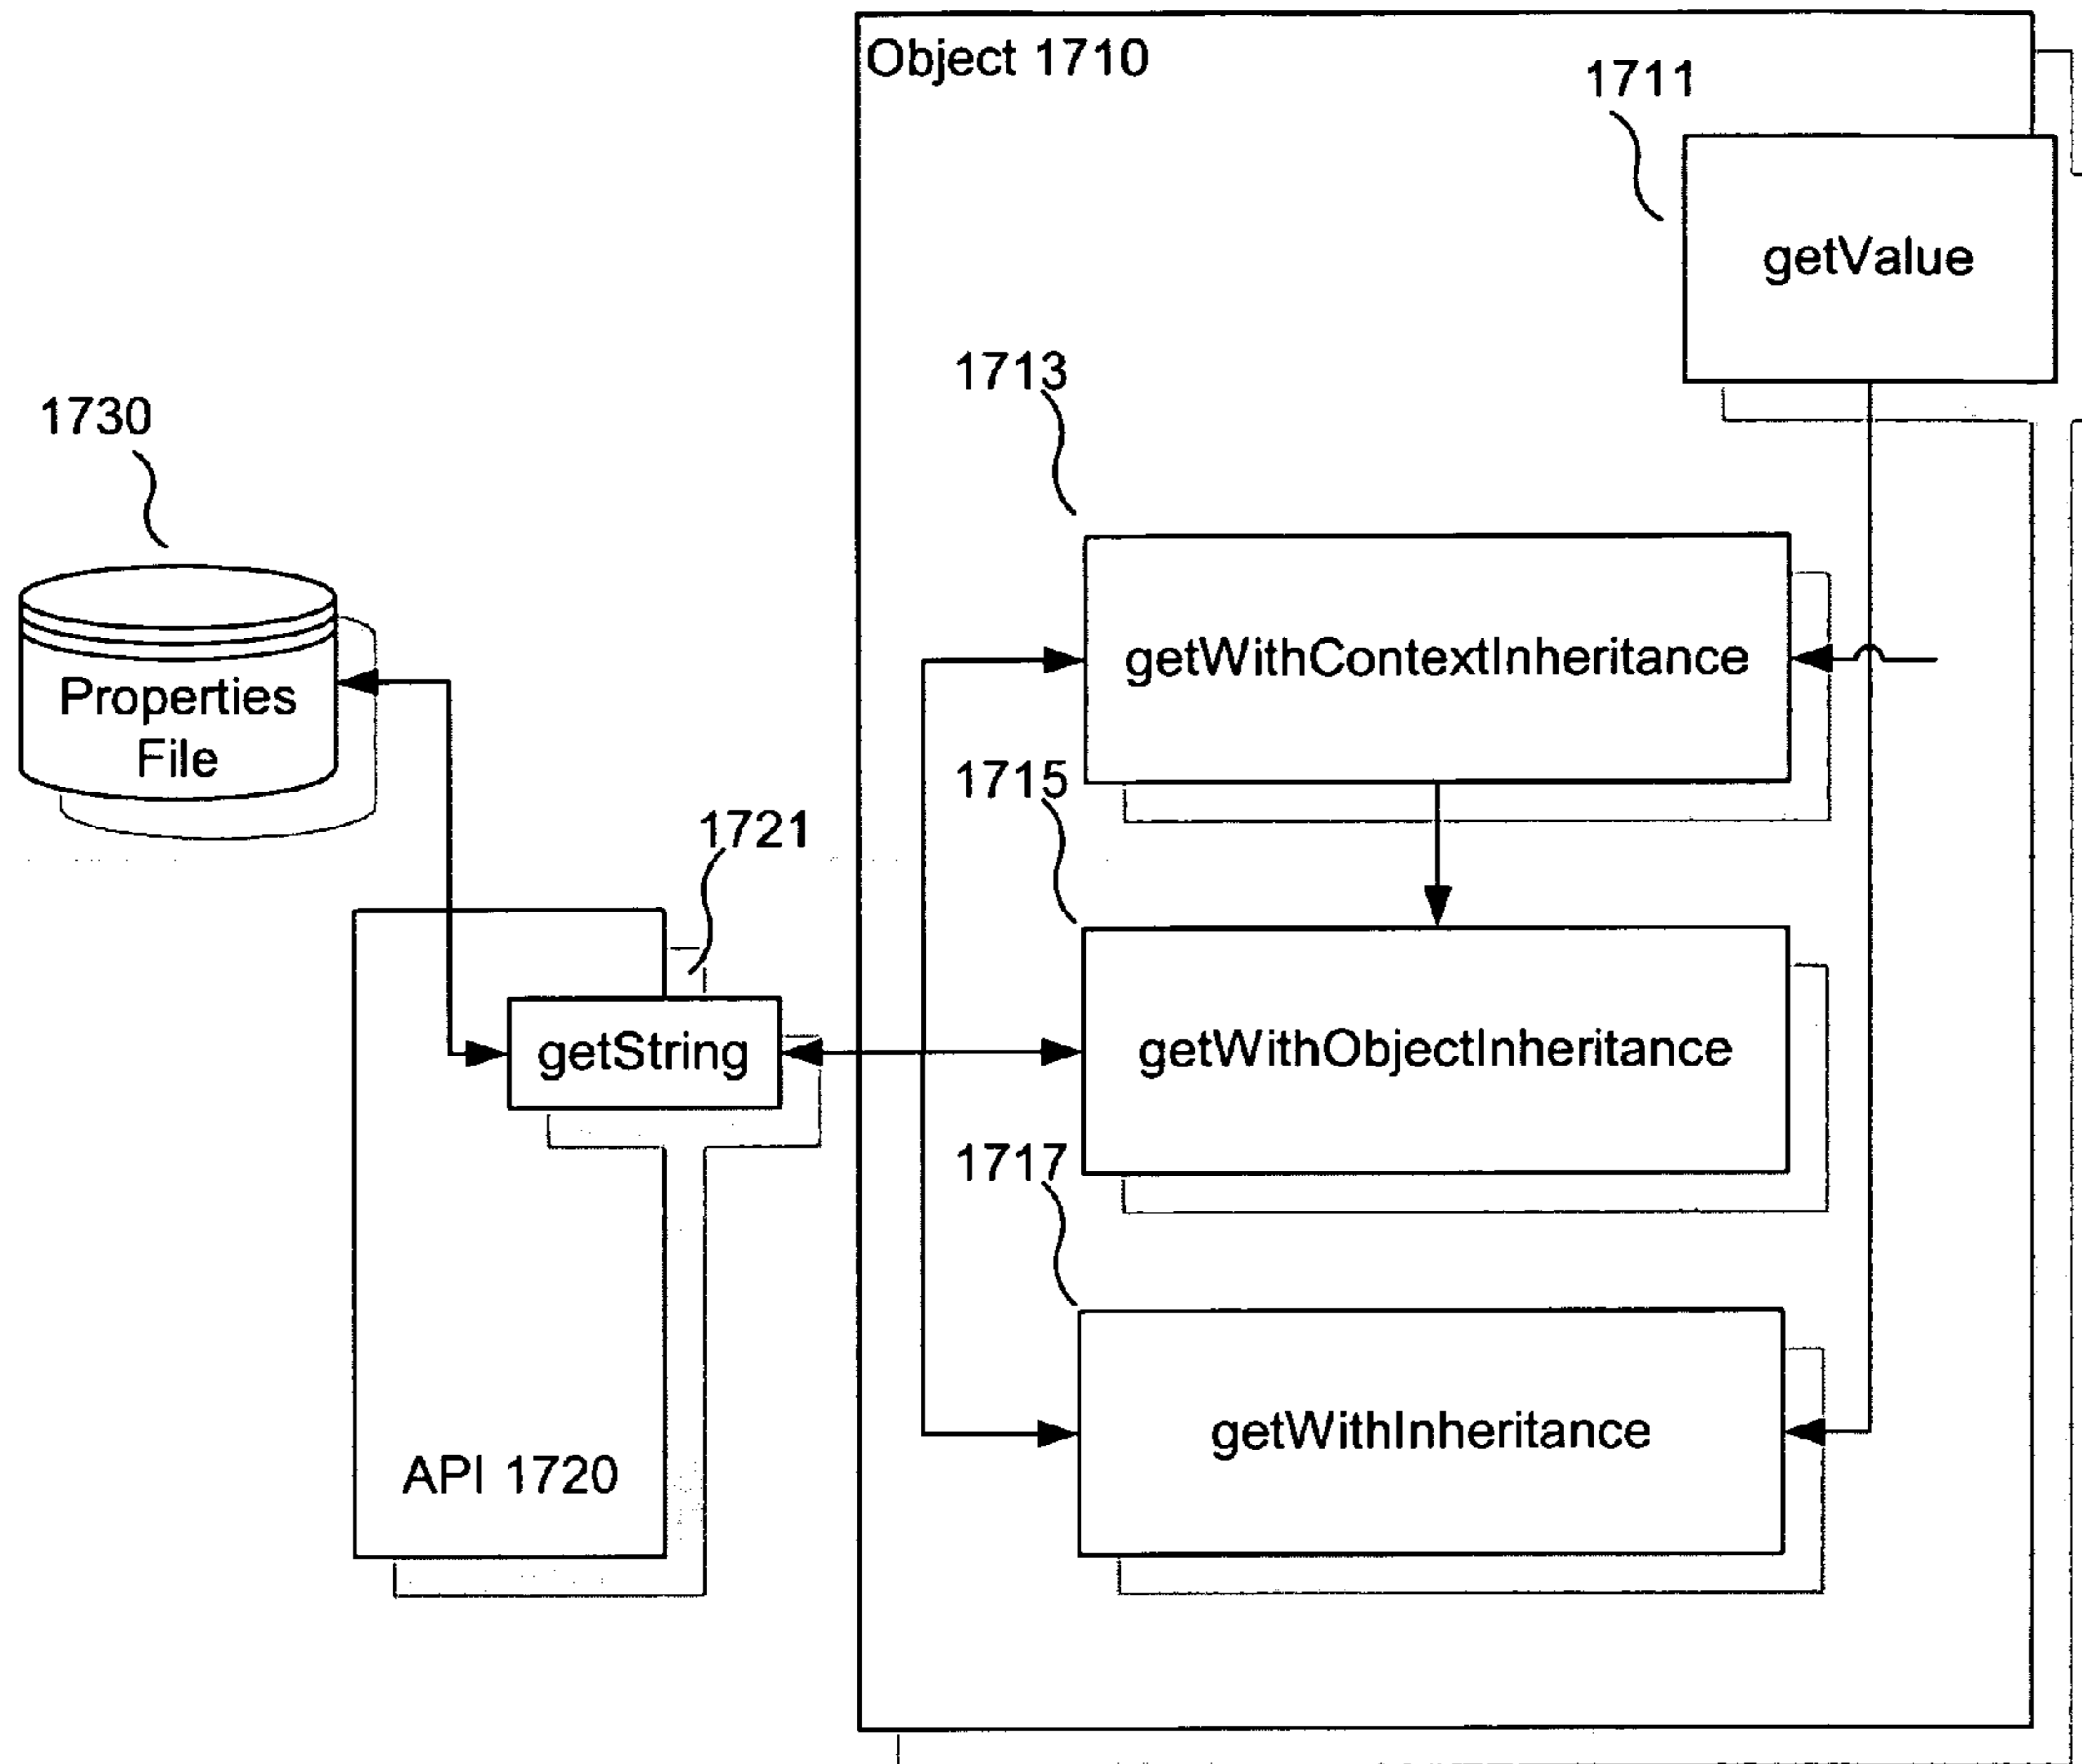 Object 1710
1711
getValue
1713
1730
getWithContextInheritance
Properties
File
1715
1721
getString
getWithObjectInheritance
1717
getWithInheritance
API 1720